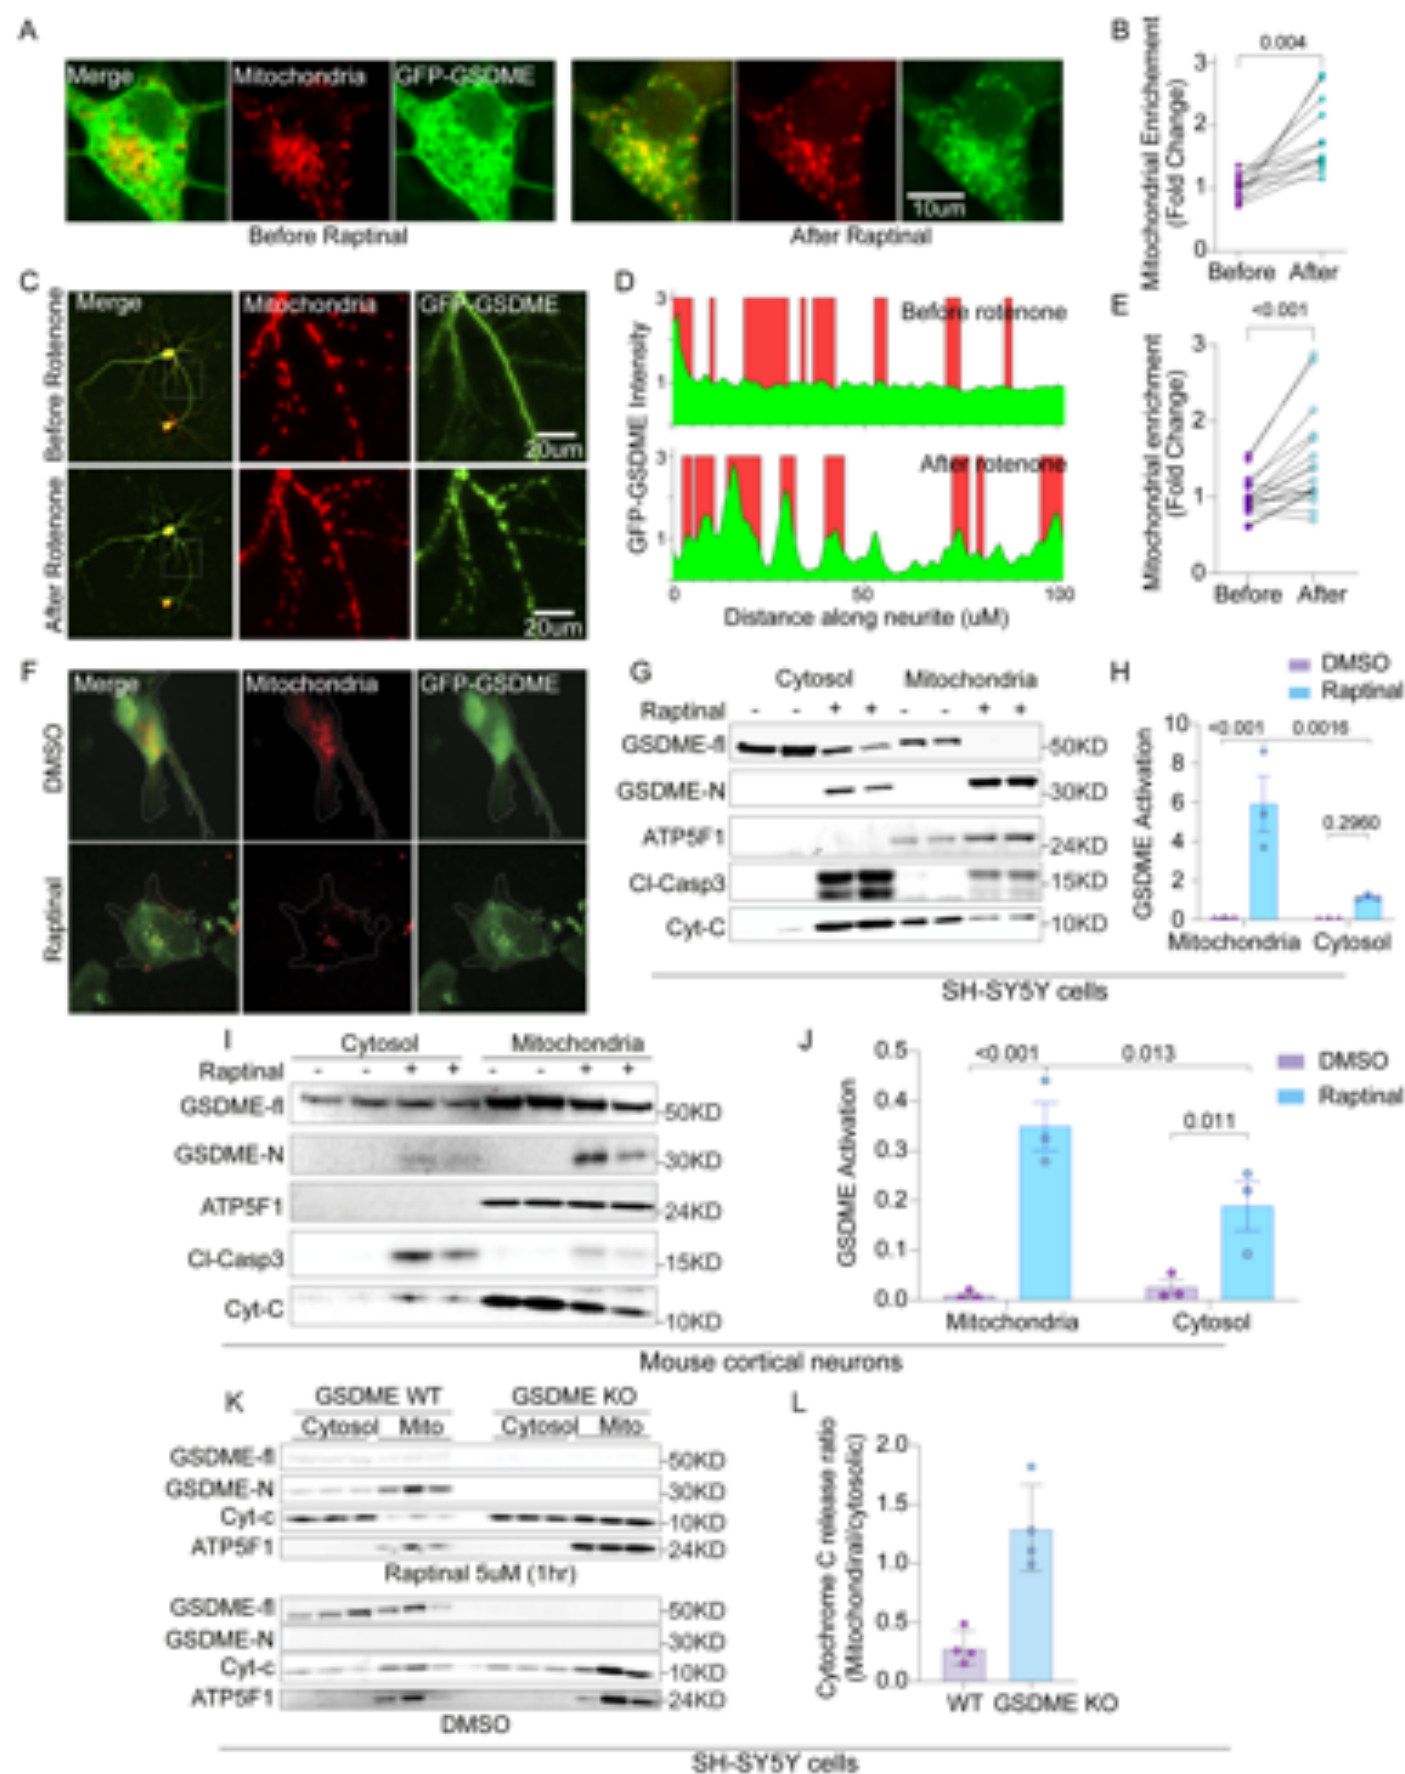 A
Merge
Mitochondria
GFP-GSDME
10um
Before Raptinal
After Raptinal
B
Mitochondrial Enrichement
(Fold Change)
0.004
3
2
1
0
Before After
C
Before Rotenone
After Rotenone
Merge
Mitochondria
GFP-GSDME
20um
20um
D
GFP-GSDME Intensity
3
Before rotenone
1
3
After rotenone
1
0 50 100
Distance along neurite (uM)
E
Mitochondrial enrichment
(Fold Change)
<0.001
3
2
1
0
Before After
F
DMSO
Raptinal
Merge
Mitochondria
GFP-GSDME
G
Cytosol Mitochondria
Raptinal - - + + - - + +
GSDME-fl -50KD
GSDME-N -30KD
ATP5F1 -24KD
Cl-Casp3 -15KD
Cyt-C -10KD
H
DMSO
Raptinal
GSDME Activation
10
8
6
4
2
0
<0.001 0.0016
0.2960
Mitochondria Cytosol
SH-SY5Y cells
I
Cytosol Mitochondria
Raptinal - - + + - - + +
GSDME-fl -50KD
GSDME-N -30KD
ATP5F1 -24KD
Cl-Casp3 -15KD
Cyt-C -10KD
J
DMSO
Raptinal
GSDME Activation
0.5
0.4
0.3
0.2
0.1
0.0
<0.001 0.013
0.011
Mitochondria Cytosol
Mouse cortical neurons
K
GSDME WT GSDME KO
Cytosol Mito Cytosol Mito
GSDME-fl -50KD
GSDME-N -30KD
Cyt-c -10KD
ATP5F1 -24KD
Raptinal 5uM (1hr)
GSDME-fl -50KD
GSDME-N -30KD
Cyt-c -10KD
ATP5F1 -24KD
DMSO
L
Cytochrome C release ratio
(Mitochondiral/cytosolic)
2.0
1.5
1.0
0.5
0.0
WT GSDME KO
SH-SY5Y cells